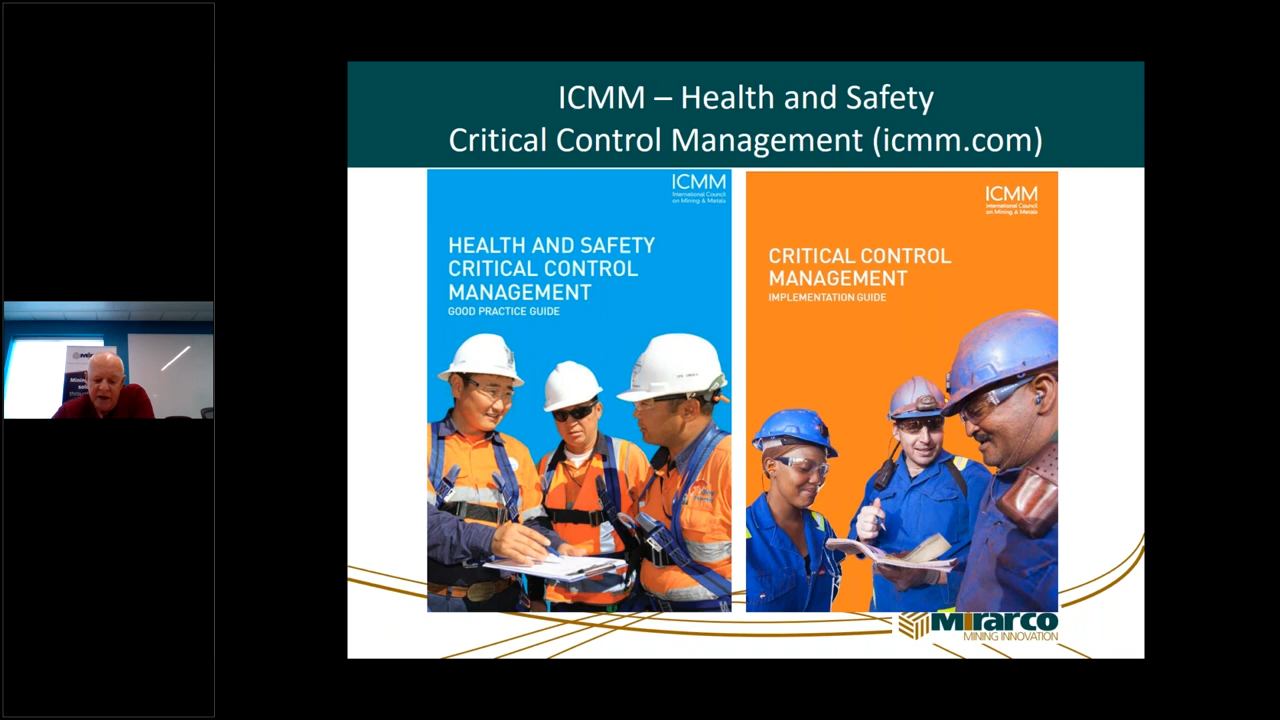 ICMM – Health and Safety
Critical Control Management (icmm.com)
ICMM
International Council
on Mining & Metals
HEALTH AND SAFETY
CRITICAL CONTROL
MANAGEMENT
GOOD PRACTICE GUIDE
ICMM
International Council
on Mining & Metals
CRITICAL CONTROL
MANAGEMENT
IMPLEMENTATION GUIDE
Mirarco
MINING INNOVATION